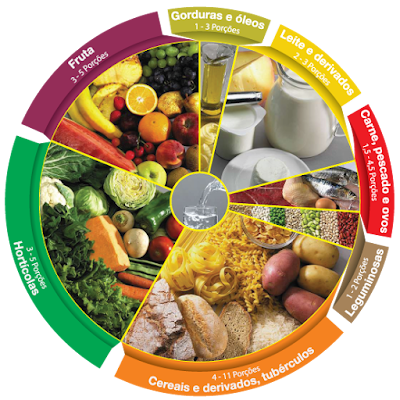 Gorduras e óleos
1 - 3 Porções
Leite e derivados
2 - 3 Porções
Carne, pescado e ovos
1,5 - 4,5 Porções
Leguminosas
1 - 2 Porções
4 - 11 Porções
Cereais e derivados, tubérculos
3 - 5 Porções
Hortícolas
Fruta
3 - 5 Porções